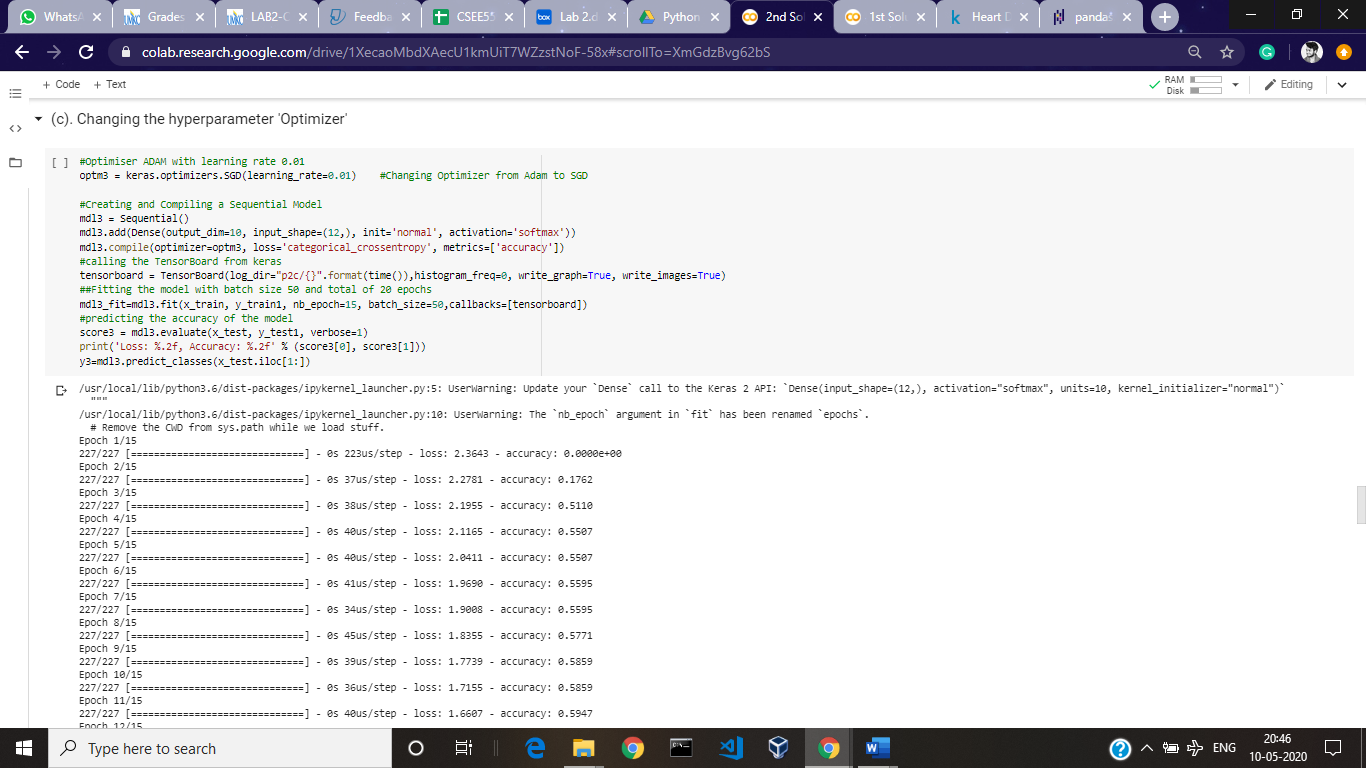 WhatsA
Grades
LAB2-C
Feedba
CSEE55
Lab 2.d
Python
2nd Sol
1st Solu
Heart D
pandas
colab.research.google.com/drive/1XecaoMbdXAecU1kmUiT7WZzstNoF-58x#scrollTo=XmGdzBvg62bS
+ Code + Text
RAM
Disk
Editing
(c). Changing the hyperparameter 'Optimizer'
[ ] #Optimiser ADAM with learning rate 0.01
optm3 = keras.optimizers.SGD(learning_rate=0.01) #Changing Optimizer from Adam to SGD
#Creating and Compiling a Sequential Model
mdl3 = Sequential()
mdl3.add(Dense(output_dim=10, input_shape=(12,), init='normal', activation='softmax'))
mdl3.compile(optimizer=optm3, loss='categorical_crossentropy', metrics=['accuracy'])
#calling the TensorBoard from keras
tensorboard = TensorBoard(log_dir="p2c/{}".format(time()),histogram_freq=0, write_graph=True, write_images=True)
##Fitting the model with batch size 50 and total of 20 epochs
mdl3_fit=mdl3.fit(x_train, y_train1, nb_epoch=15, batch_size=50,callbacks=[tensorboard])
#predicting the accuracy of the model
score3 = mdl3.evaluate(x_test, y_test1, verbose=1)
print('Loss: %.2f, Accuracy: %.2f' % (score3[0], score3[1]))
y3=mdl3.predict_classes(x_test.iloc[1:])
/usr/local/lib/python3.6/dist-packages/ipykernel_launcher.py:5: UserWarning: Update your `Dense` call to the Keras 2 API: `Dense(input_shape=(12,), activation="softmax", units=10, kernel_initializer="normal")`
"""
/usr/local/lib/python3.6/dist-packages/ipykernel_launcher.py:10: UserWarning: The `nb_epoch` argument in `fit` has been renamed `epochs`.
# Remove the CWD from sys.path while we load stuff.
Epoch 1/15
227/227 [==============================] - 0s 223us/step - loss: 2.3643 - accuracy: 0.0000e+00
Epoch 2/15
227/227 [==============================] - 0s 37us/step - loss: 2.2781 - accuracy: 0.1762
Epoch 3/15
227/227 [==============================] - 0s 38us/step - loss: 2.1955 - accuracy: 0.5110
Epoch 4/15
227/227 [==============================] - 0s 40us/step - loss: 2.1165 - accuracy: 0.5507
Epoch 5/15
227/227 [==============================] - 0s 40us/step - loss: 2.0411 - accuracy: 0.5507
Epoch 6/15
227/227 [==============================] - 0s 41us/step - loss: 1.9690 - accuracy: 0.5595
Epoch 7/15
227/227 [==============================] - 0s 34us/step - loss: 1.9008 - accuracy: 0.5595
Epoch 8/15
227/227 [==============================] - 0s 45us/step - loss: 1.8355 - accuracy: 0.5771
Epoch 9/15
227/227 [==============================] - 0s 39us/step - loss: 1.7739 - accuracy: 0.5859
Epoch 10/15
227/227 [==============================] - 0s 36us/step - loss: 1.7155 - accuracy: 0.5859
Epoch 11/15
227/227 [==============================] - 0s 40us/step - loss: 1.6607 - accuracy: 0.5947
Epoch 12/15
Type here to search
ENG
20:46
10-05-2020